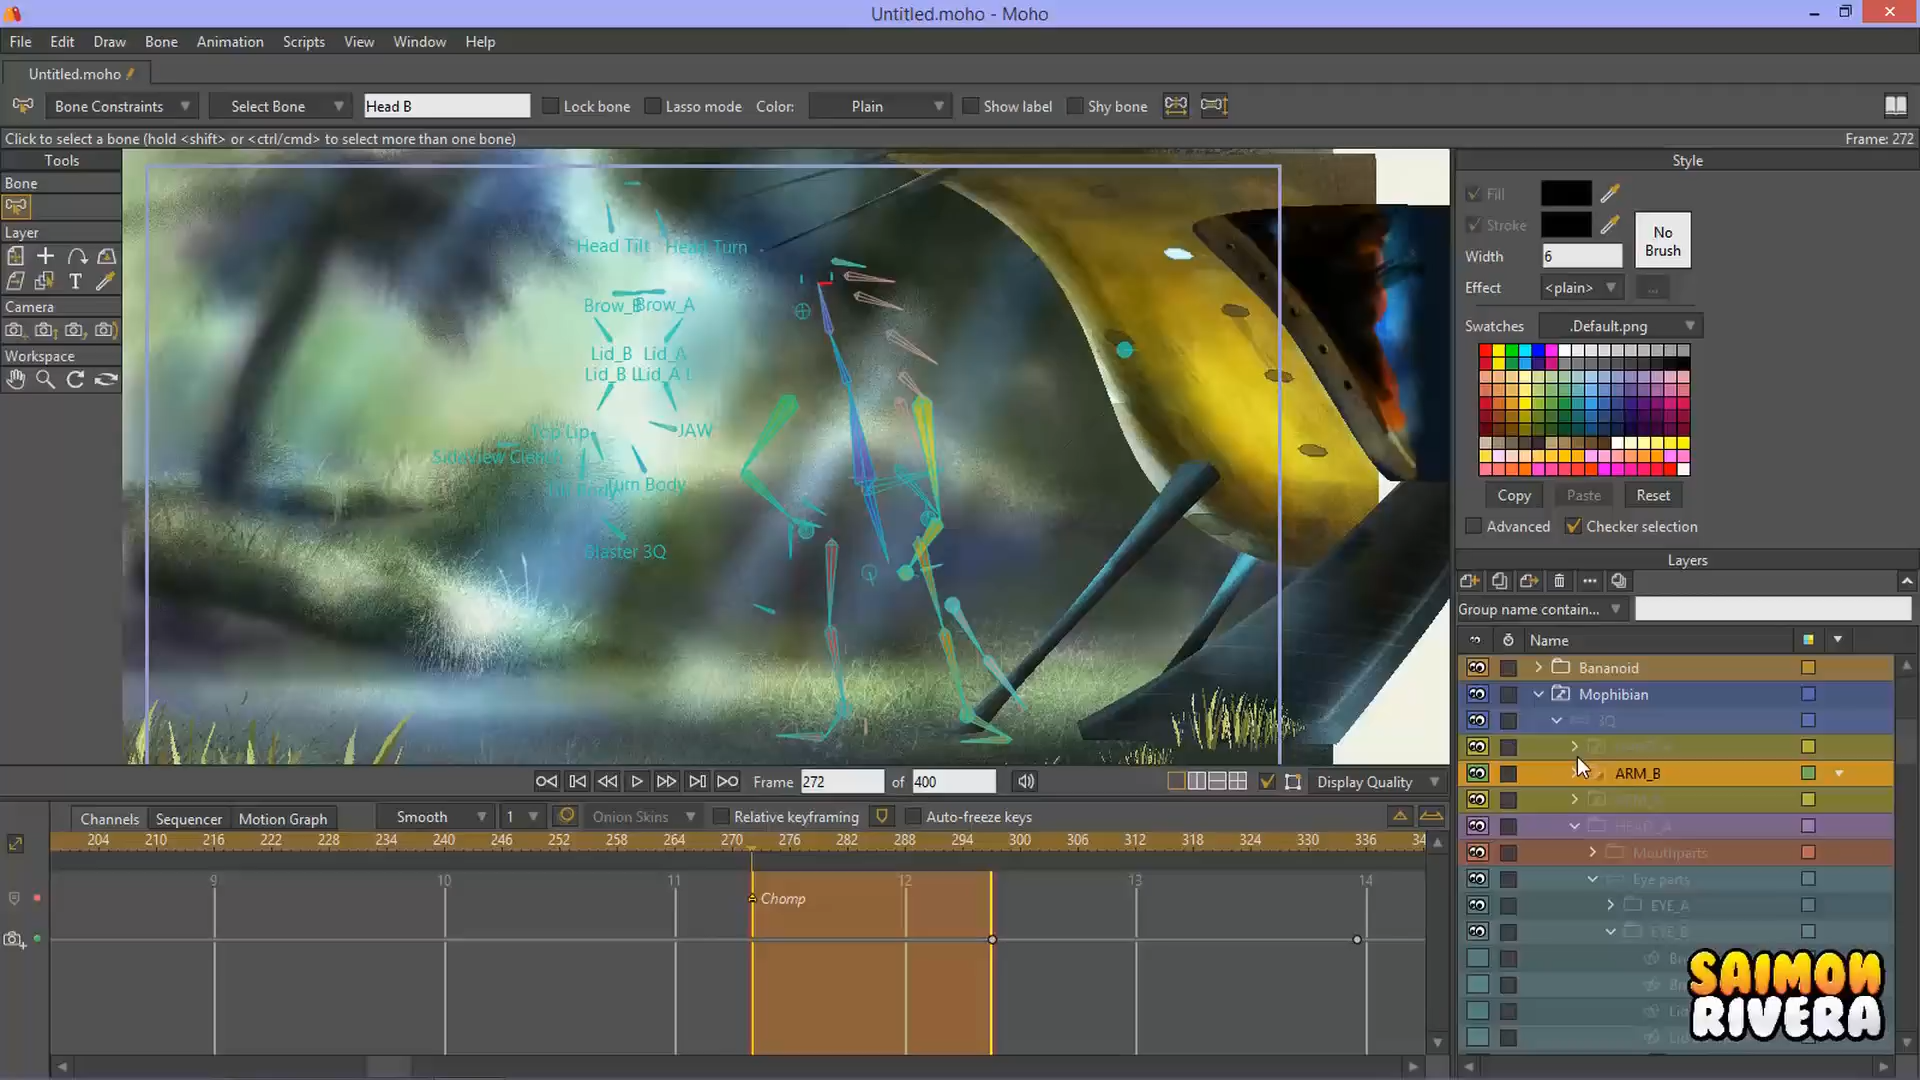 Untitled.moho - Moho
File Edit Draw Bone Animation Scripts View Window Help
Untitled.moho
Bone Constraints Select Bone Head B Lock bone Lasso mode Color: Plain Show label Shy bone
Click to select a bone (hold <shift> or <ctrl/cmd> to select more than one bone) Frame: 272
Tools
Bone
Layer
Camera
Workspace
Head Tilt Head Turn
Brow_B Brow_A
Lid_B Lid_A
Lid_B L Lid_A L
Top Lip JAW
SideView
Turn Body
Blaster 3Q
Style
Fill
Stroke
No Brush
Width 6
Effect <plain> ...
Swatches .Default.png
Copy Paste Reset
Advanced Checker selection
Layers
Group name contain...
Name
Bananoid
Mophibian
3Q
ARM_B
HEAD_A
Mouthparts
Eye parts
EYE_A
EYE_B
Frame 272 of 400 Display Quality
Channels Sequencer Motion Graph Smooth 1 Onion Skins Relative keyframing Auto-freeze keys
204 210 216 222 228 234 240 246 252 258 264 270 276 282 288 294 300 306 312 318 324 330 336 34
9 10 11 12 13 14
Chomp
SAIMON
RIVERA